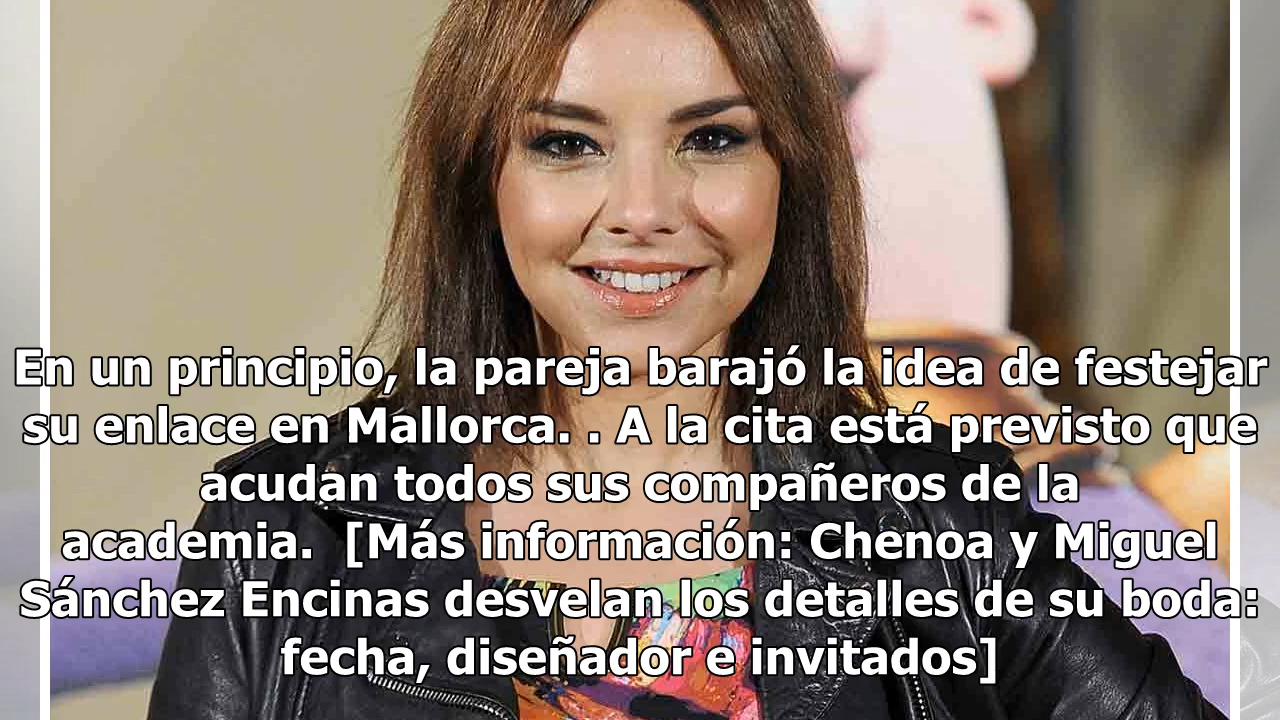 En un principio, la pareja barajó la idea de festejar
su enlace en Mallorca. . A la cita está previsto que
acudan todos sus compañeros de la
academia.  [Más información: Chenoa y Miguel
Sánchez Encinas desvelan los detalles de su boda:
fecha, diseñador e invitados]